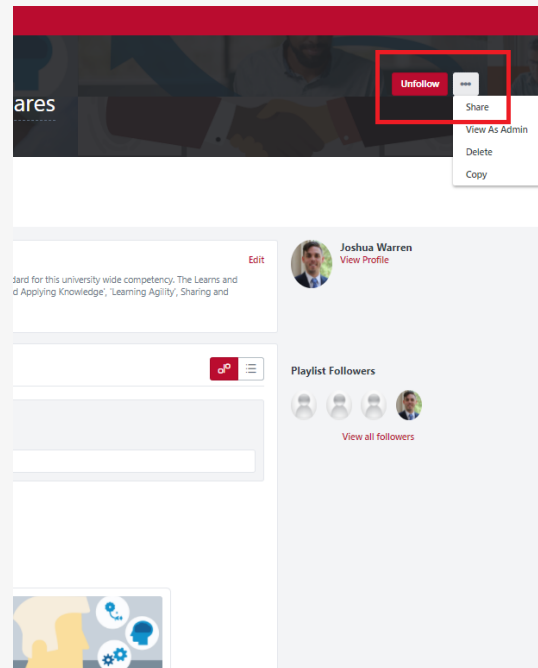 Unfollow
ares
Share
View As Admin
Delete
Copy
Edit
dard for this university wide competency. The Learns and
d Applying Knowledge', 'Learning Agility', Sharing and
Joshua Warren
View Profile
Playlist Followers
View all followers